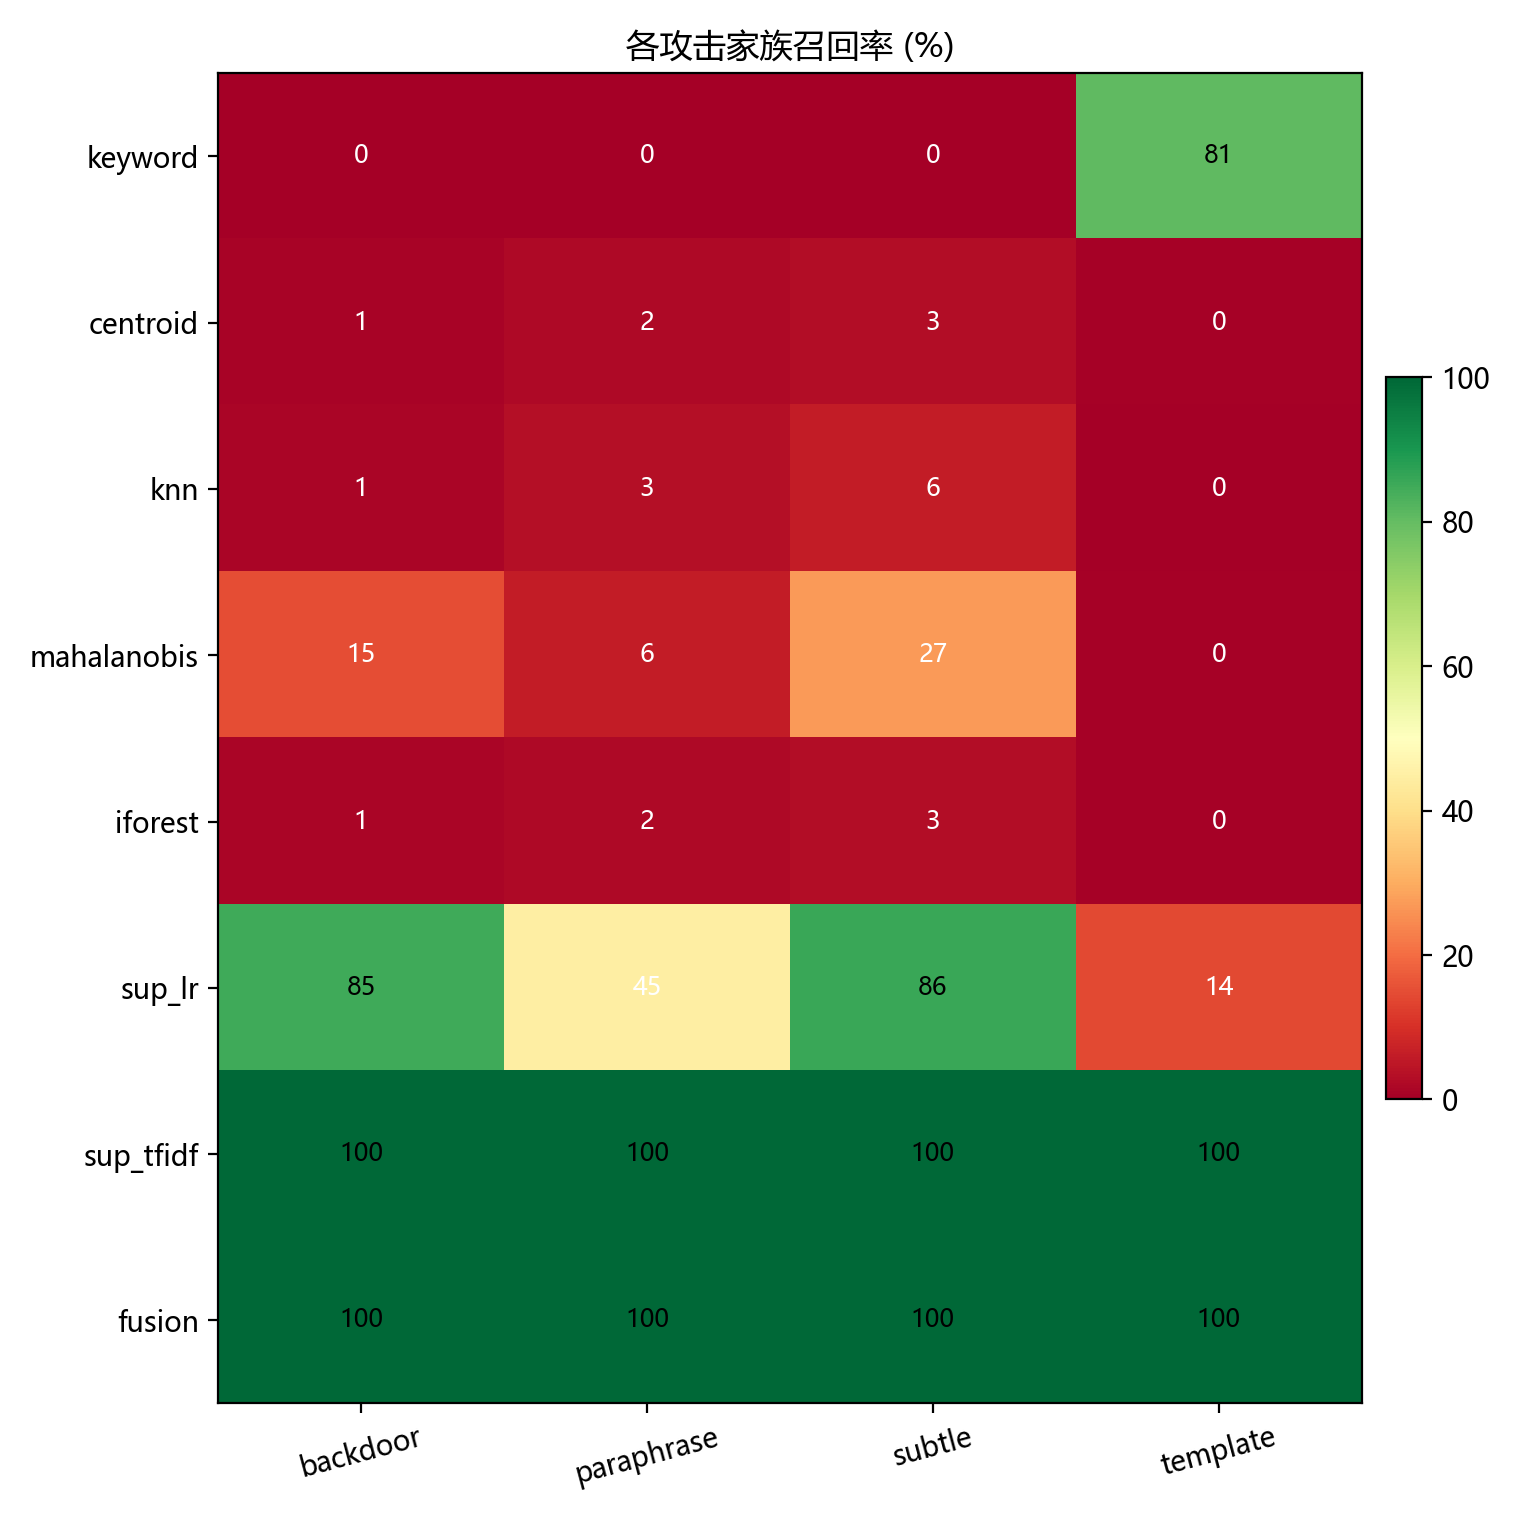 各攻击家族召回率 (%)
keyword 0 0 0 81
centroid 1 2 3 0
knn 1 3 6 0
mahalanobis 15 6 27 0
iforest 1 2 3 0
sup_lr 85 45 86 14
sup_tfidf 100 100 100 100
fusion 100 100 100 100
backdoor paraphrase subtle template
100
80
60
40
20
0